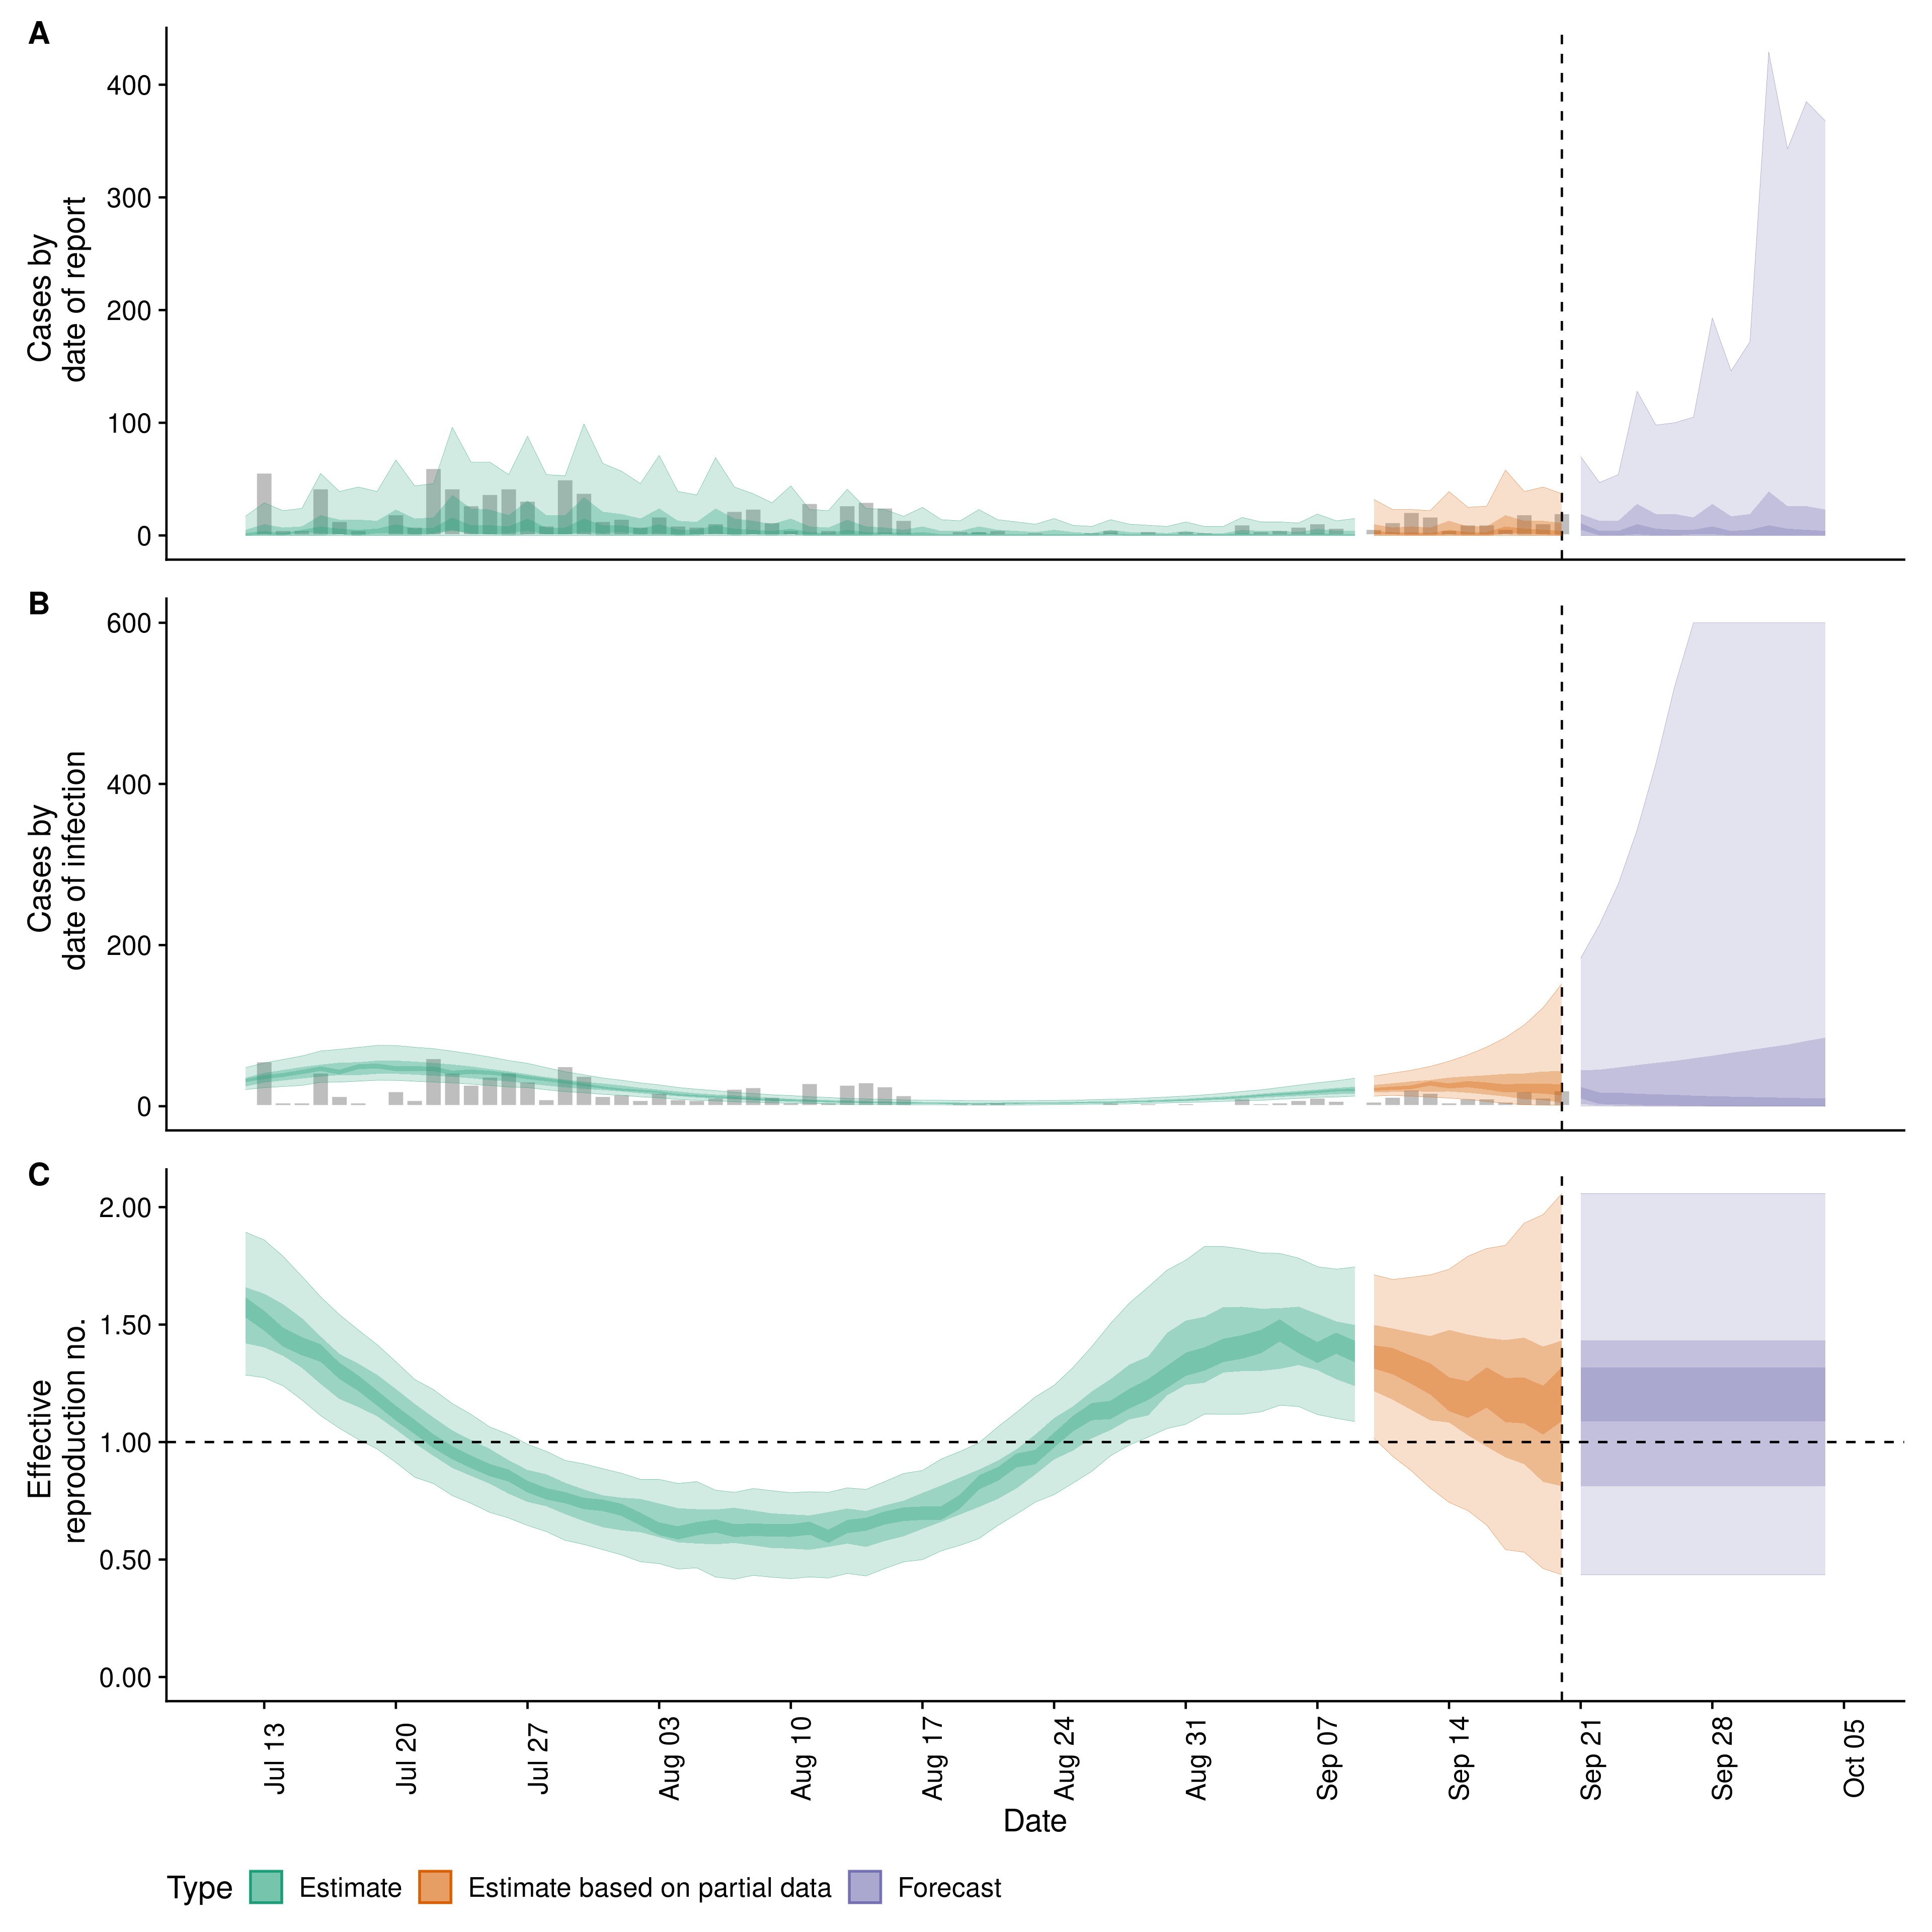 A
400
300
200
100
0
Cases by
date of report
B
600
400
200
0
Cases by
date of infection
C
2.00
1.50
1.00
0.50
0.00
Effective
reproduction no.
Jul 13
Jul 20
Jul 27
Aug 03
Aug 10
Aug 17
Aug 24
Aug 31
Sep 07
Sep 14
Sep 21
Sep 28
Oct 05
Date
Type Estimate Estimate based on partial data Forecast